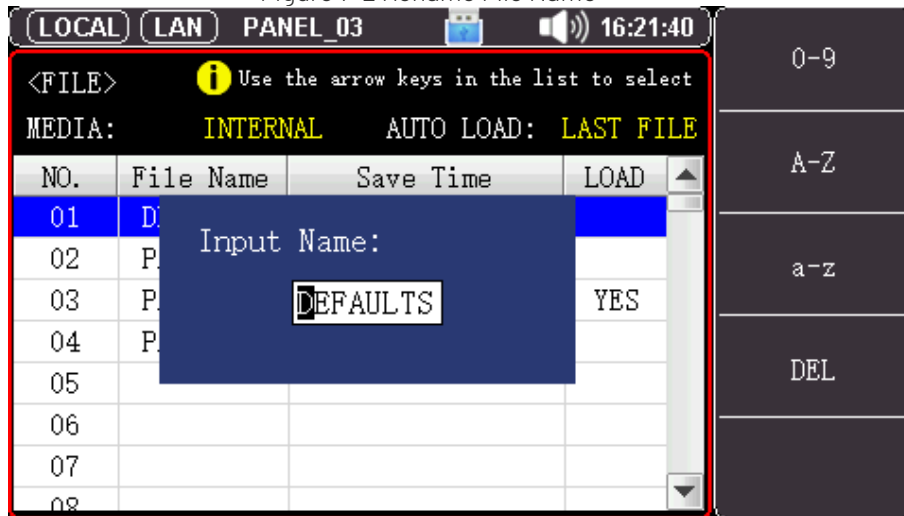 (LOCAL) (LAN) PANEL_03 16:21:40
<FILE> i Use the arrow keys in the list to select
MEDIA: INTERNAL AUTO LOAD: LAST FILE
NO. File Name Save Time LOAD
01 D
02 P
03 P YES
04 P
05
06
07
08
Input Name:
DEFAULTS
0-9
A-Z
a-z
DEL